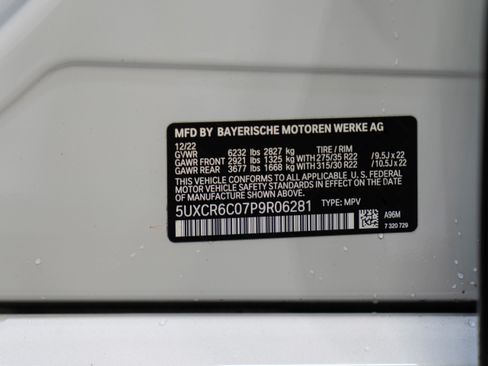 MFD BY BAYERISCHE MOTOREN WERKE AG
12/22 TIRE / RIM
GVWR 6232 lbs 2827 kg
GAWR FRONT 2921 lbs 1325 kg WITH 275/35 R22 /9.5J x 22
GAWR REAR 3677 lbs 1668 kg WITH 315/30 R22 /10.5J x 22
THIS VEHICLE CONFORMS TO ALL APPLICABLE U. S. FEDERAL
MOTOR VEHICLE SAFETY STANDARDS IN EFFECT ON THE DATE
OF MANUFACTURE SHOWN ABOVE.
5UXCR6C07P9R06281 TYPE: MPV
A96M
7 320 729